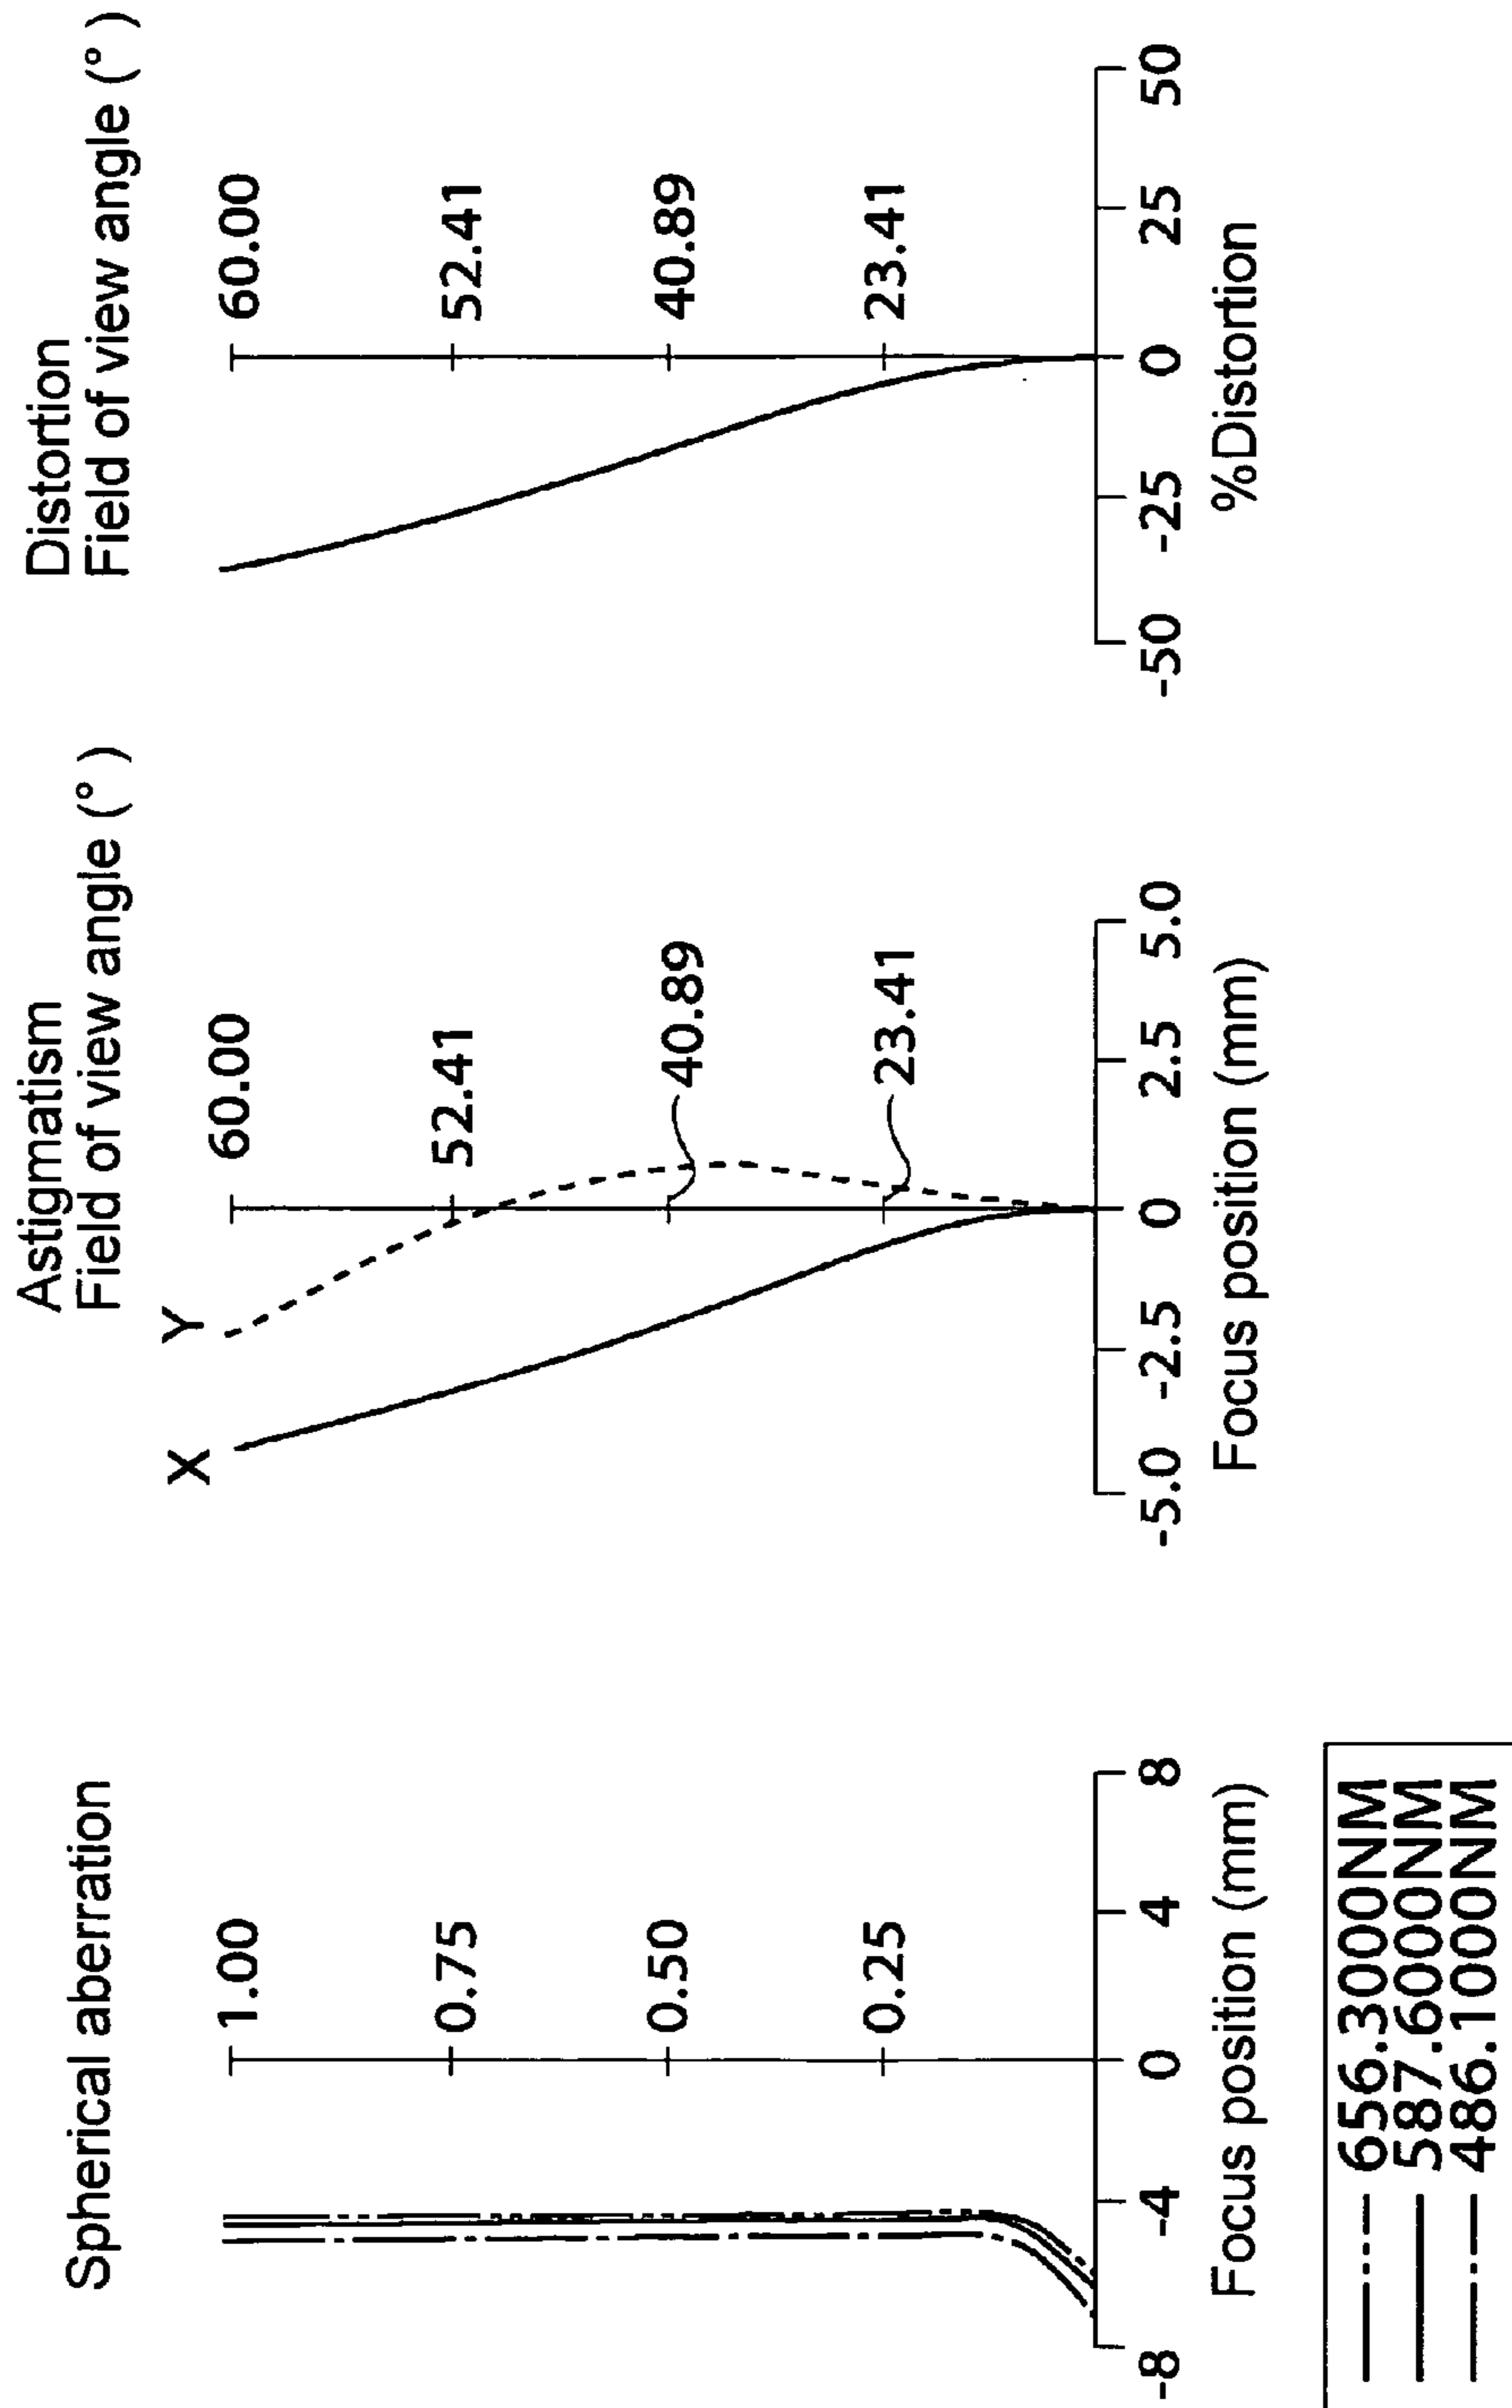 Spherical aberration
1.00
0.75
0.50
0.25
-8 -4 0 4 8
Focus position (mm)
656.3000NM
587.6000NM
486.1000NM
Astigmatism
Field of view angle (°)
X Y
60.00
52.41
40.89
23.41
-5.0 -2.5 0 2.5 5.0
Focus position (mm)
Distortion
Field of view angle (°)
60.00
52.41
40.89
23.41
-50 -25 0 25 50
%Distortion